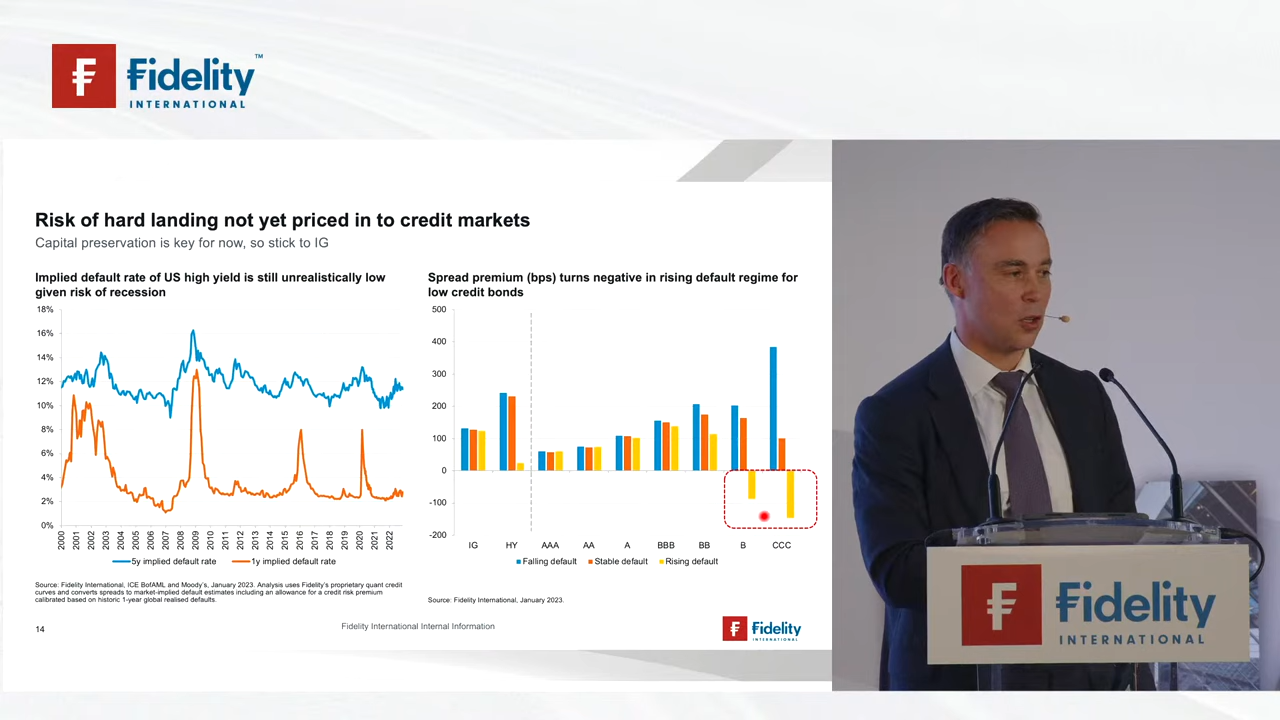 Fidelity™
INTERNATIONAL
Risk of hard landing not yet priced in to credit markets
Capital preservation is key for now, so stick to IG
Implied default rate of US high yield is still unrealistically low
given risk of recession
18%
16%
14%
12%
10%
8%
6%
4%
2%
0%
2000 2001 2002 2003 2004 2005 2006 2007 2008 2009 2010 2011 2012 2013 2014 2015 2016 2017 2018 2019 2020 2021 2022
5y implied default rate 1y implied default rate
Source: Fidelity International, ICE BofAML and Moody's, January 2023. Analysis uses Fidelity's proprietary quant credit
curves and converts spreads to market-implied default estimates including an allowance for a credit risk premium
calibrated based on historic 1-year global realised defaults.
Spread premium (bps) turns negative in rising default regime for
low credit bonds
500
400
300
200
100
0
-100
-200
IG HY AAA AA A BBB BB B CCC
Falling default Stable default Rising default
Source: Fidelity International, January 2023.
14
Fidelity International Internal Information
Fidelity
INTERNATIONAL
Fidelity
INTERNATIONAL